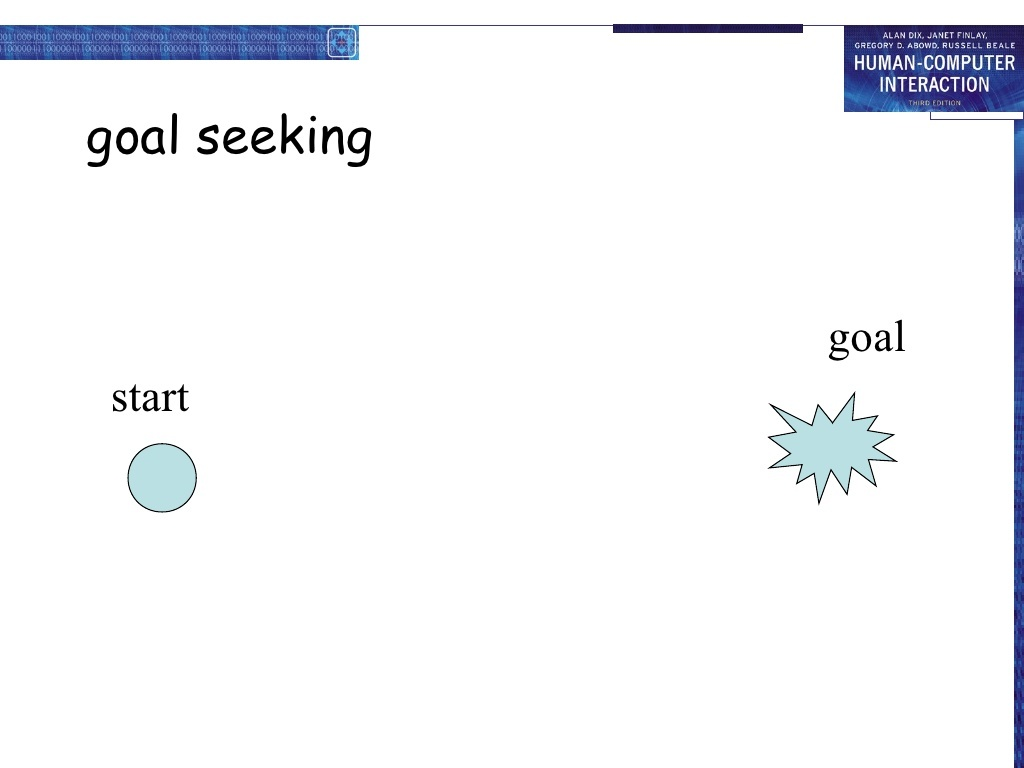 ALAN DIX, JANET FINLAY,
GREGORY D. ABOWD, RUSSELL BEALE
HUMAN-COMPUTER
INTERACTION
THIRD EDITION
goal seeking
goal
start